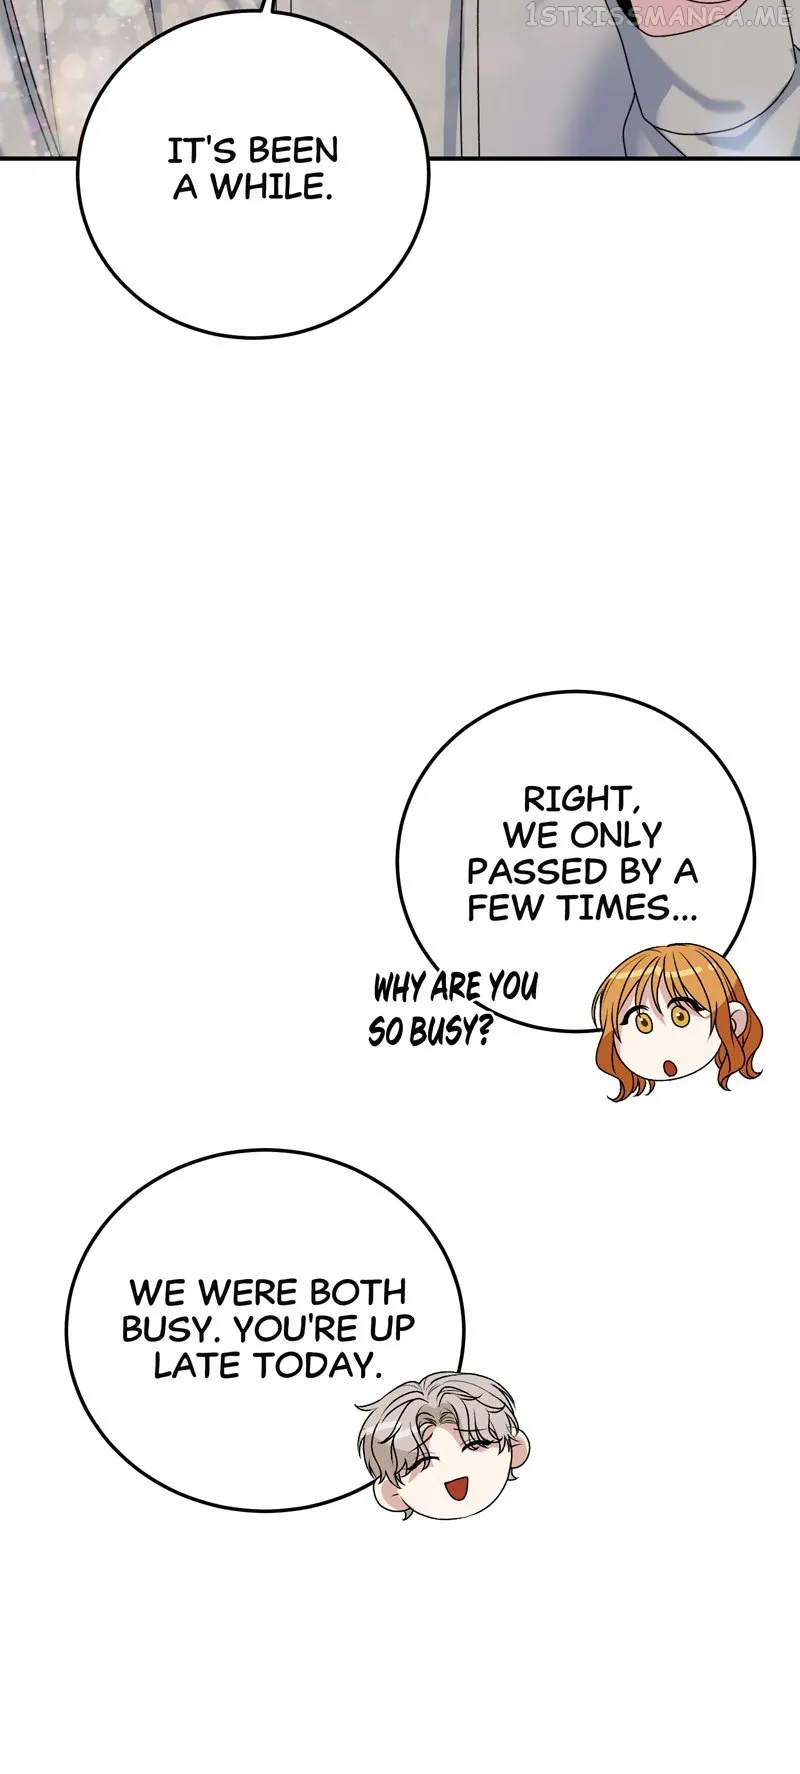 1STKISSMANGA.ME
IT'S BEEN
A WHILE.
RIGHT,
WE ONLY
PASSED BY A
FEW TIMES...
WHY ARE YOU
SO BUSY?
WE WERE BOTH
BUSY. YOU'RE UP
LATE TODAY.